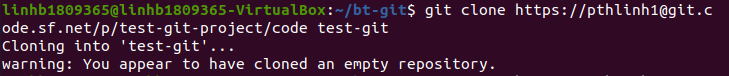 linhb1809365@linhb1809365-VirtualBox:~/bt-git$ git clone https://pthlinh1@git.c
ode.sf.net/p/test-git-project/code test-git
Cloning into 'test-git'...
warning: You appear to have cloned an empty repository.